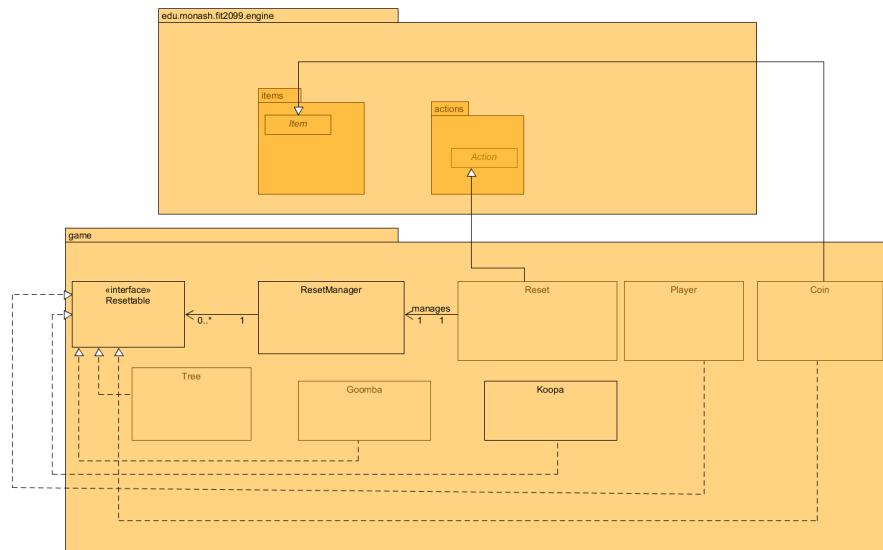 edu.monash.fit2099.engine
items
Item
actions
Action
game
«interface»
Resettable
ResetManager
Reset
Player
Coin
manages
0..*
1
1
1
Tree
Goomba
Koopa